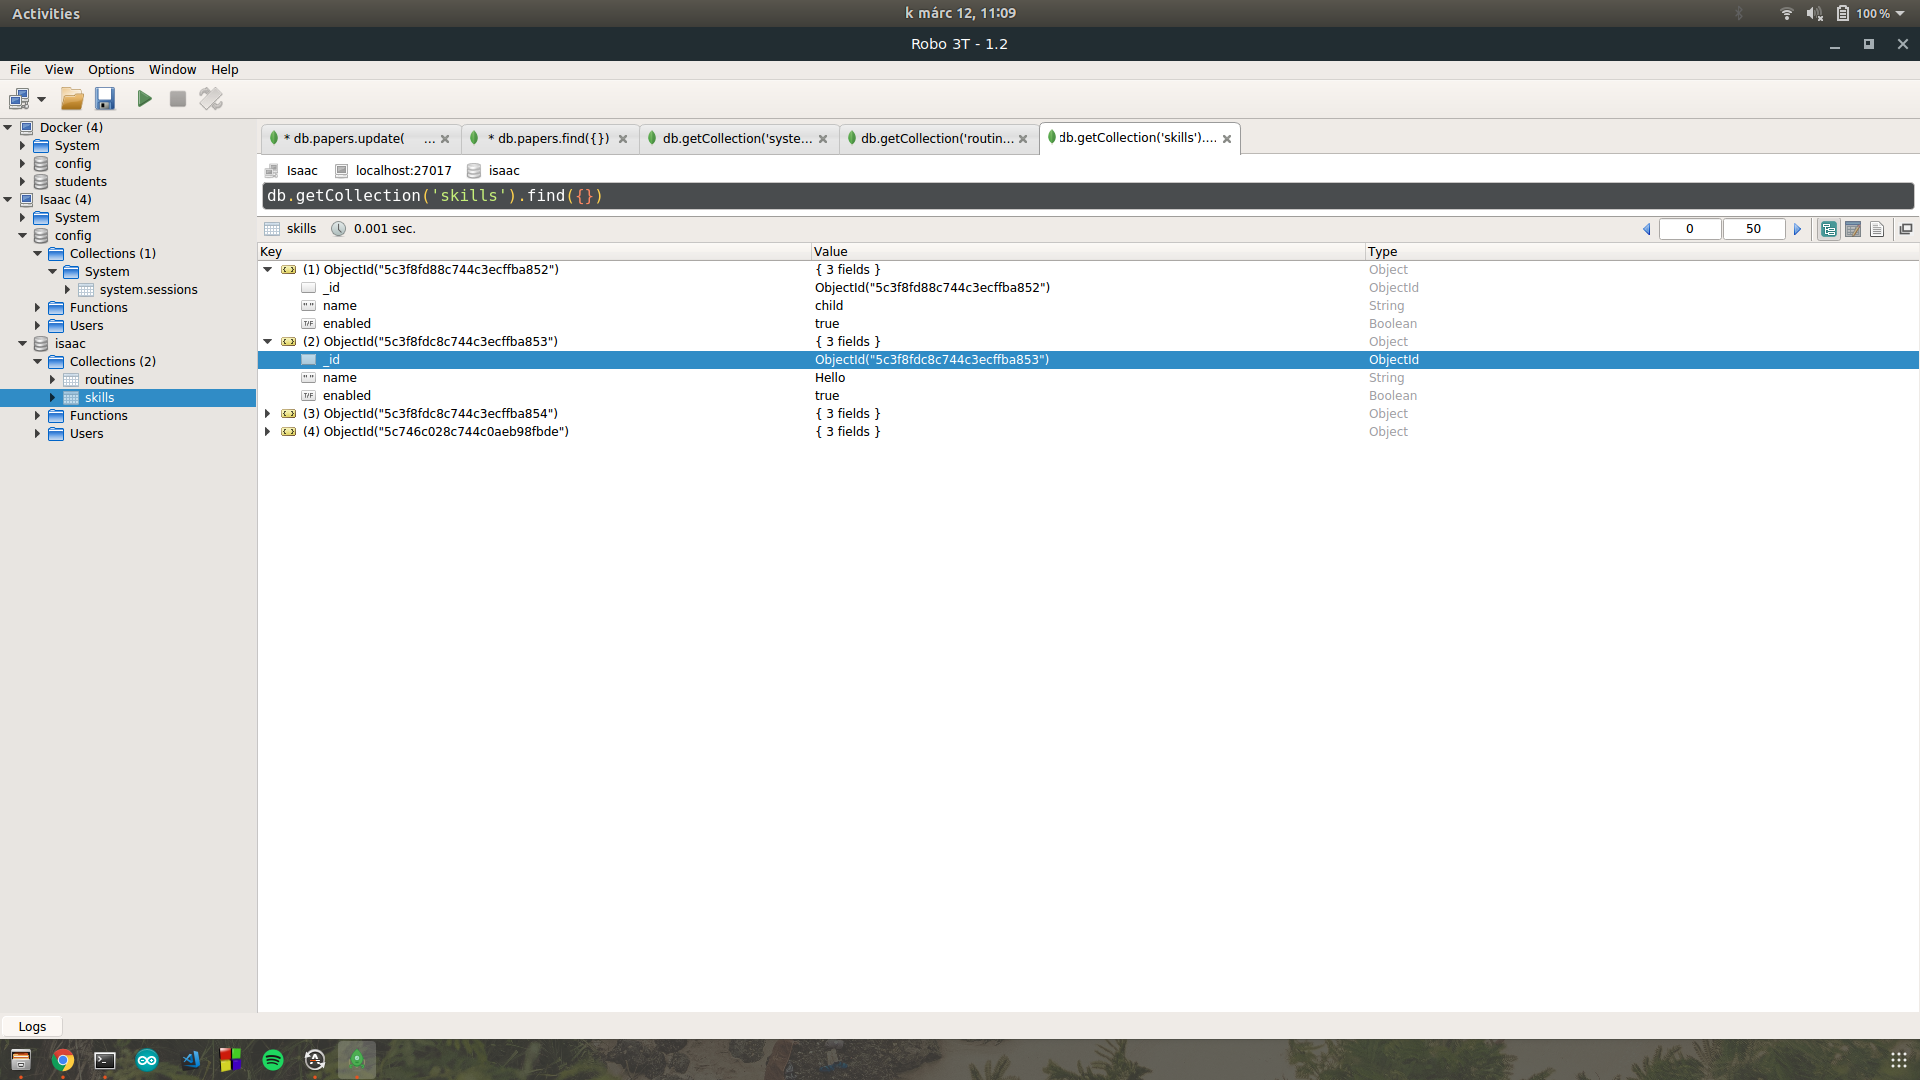 Activities
k márc 12, 11:09
100 %
Robo 3T - 1.2
File View Options Window Help
Docker (4)
System
config
students
Isaac (4)
System
config
Collections (1)
System
system.sessions
Functions
Users
isaac
Collections (2)
routines
skills
Functions
Users
* db.papers.update( ...
* db.papers.find({})
db.getCollection('syste...
db.getCollection('routin...
db.getCollection('skills')....
Isaac localhost:27017 isaac
db.getCollection('skills').find({})
skills 0.001 sec.
0 50
Key Value Type
(1) ObjectId("5c3f8fd88c744c3ecffba852") { 3 fields } Object
_id ObjectId("5c3f8fd88c744c3ecffba852") ObjectId
name child String
enabled true Boolean
(2) ObjectId("5c3f8fdc8c744c3ecffba853") { 3 fields } Object
_id ObjectId("5c3f8fdc8c744c3ecffba853") ObjectId
name Hello String
enabled true Boolean
(3) ObjectId("5c3f8fdc8c744c3ecffba854") { 3 fields } Object
(4) ObjectId("5c746c028c744c0aeb98fbde") { 3 fields } Object
Logs